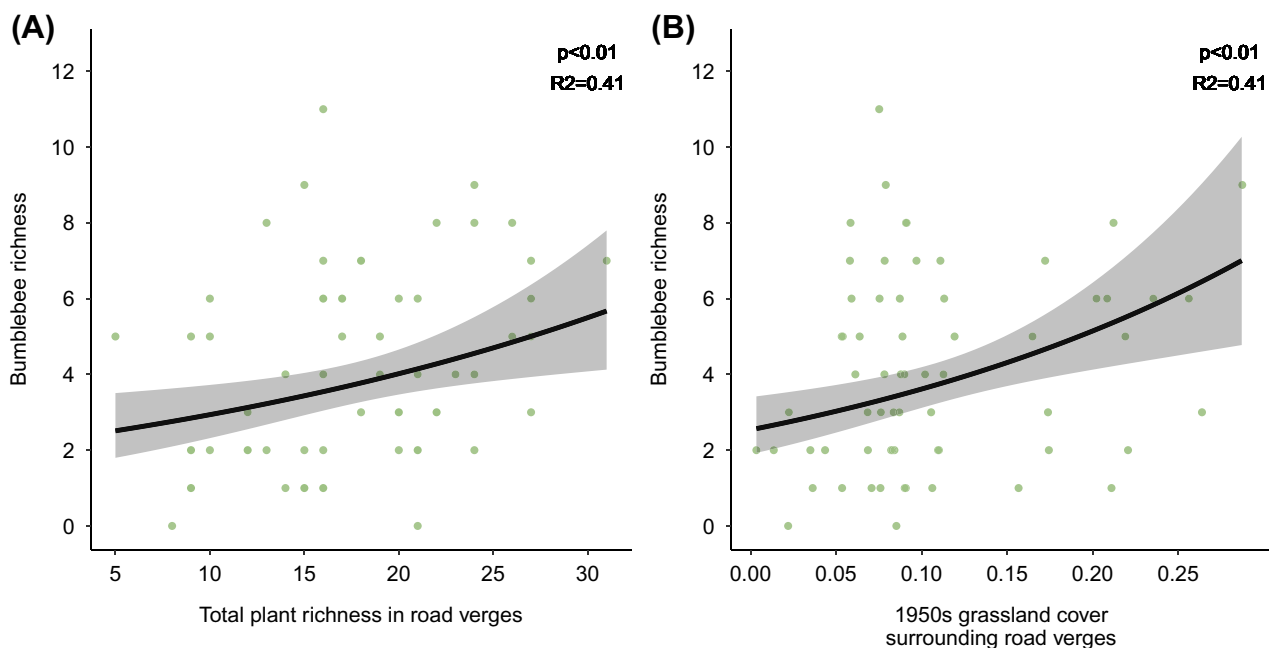 (A)
p<0.01
R2=0.41
12
10
8
6
4
2
0
Bumblebee richness
5 10 15 20 25 30
Total plant richness in road verges
(B)
p<0.01
R2=0.41
12
10
8
6
4
2
0
Bumblebee richness
0.00 0.05 0.10 0.15 0.20 0.25
1950s grassland cover
surrounding road verges